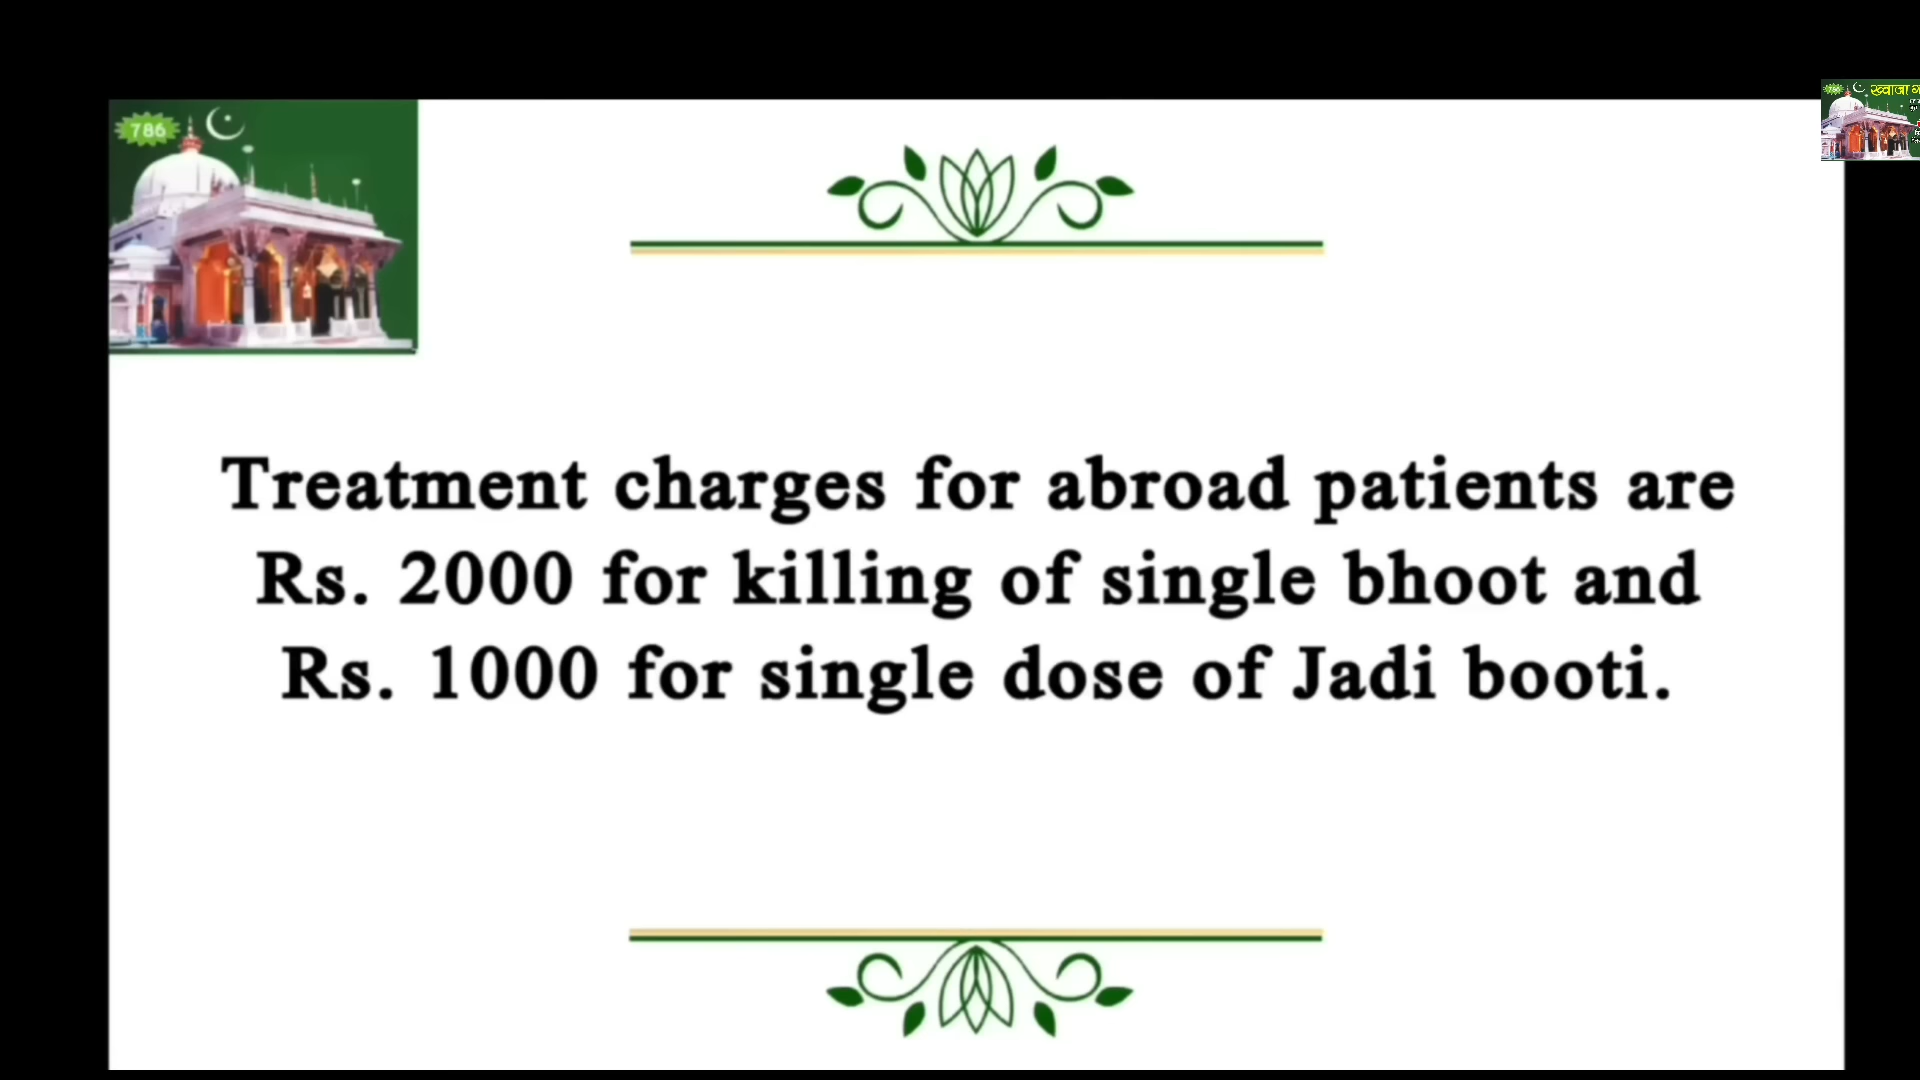 786
Treatment charges for abroad patients are
Rs. 2000 for killing of single bhoot and
Rs. 1000 for single dose of Jadi booti.
786
ख्वाजा